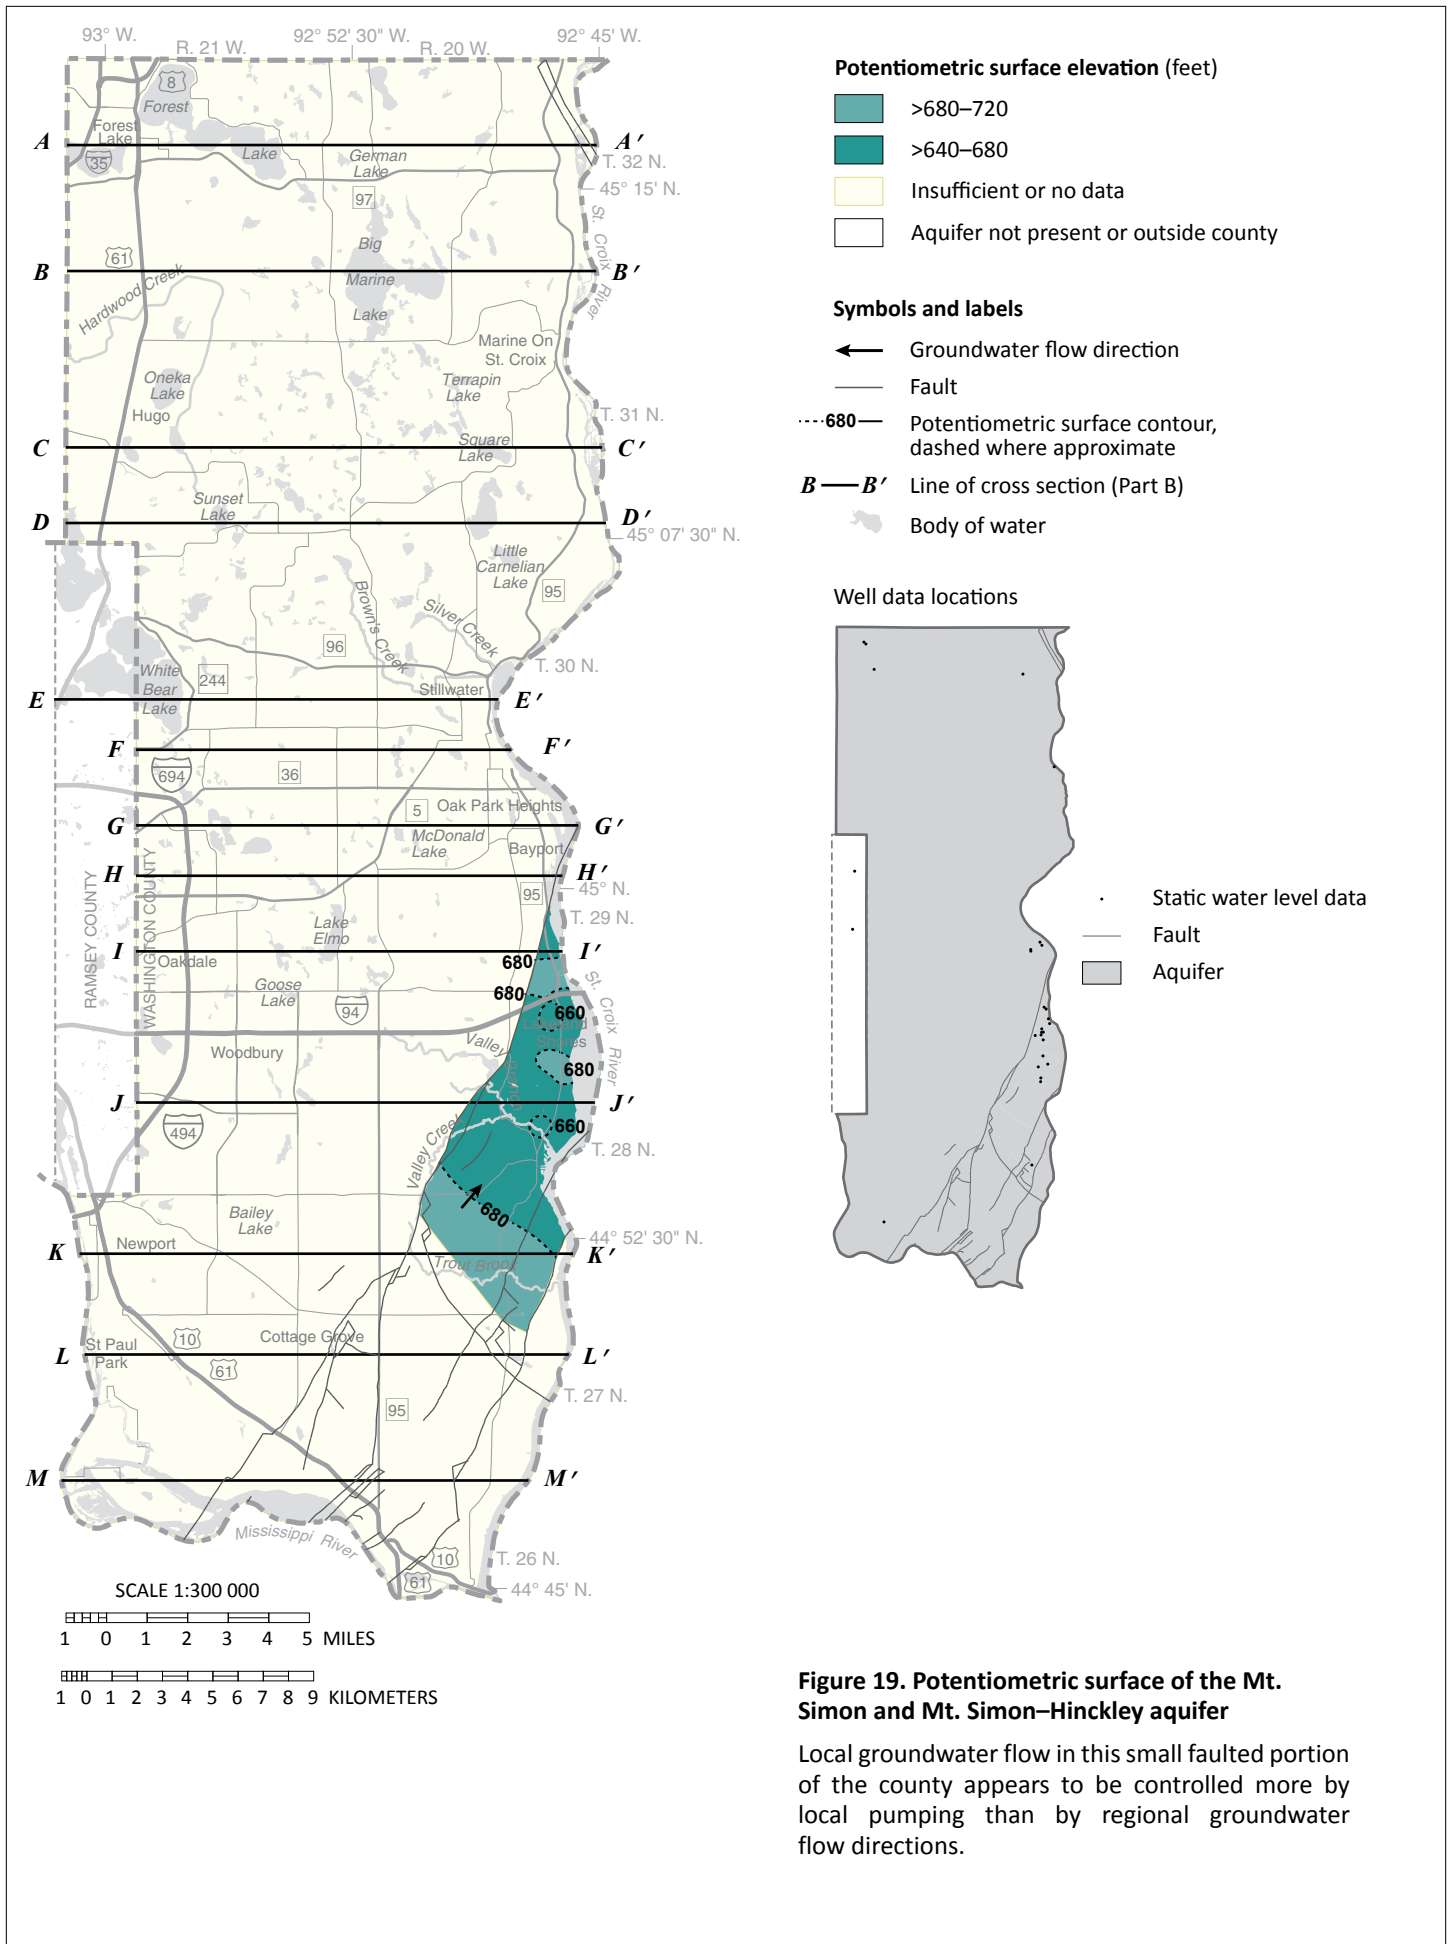 93° W.
R. 21 W.
92° 52' 30" W.
R. 20 W.
92° 45' W.
8
Forest
Forest
Lake
A
A′
35
Lake
German
Lake
T. 32 N.
45° 15' N.
97
Big
St. Croix River
61
B
B′
Marine
Hardwood Creek
Lake
Marine On
St. Croix
Oneka
Lake
Terrapin
Lake
Hugo
T. 31 N.
C
C′
Square
Lake
Sunset
Lake
D
D′
45° 07' 30" N.
Little
Carnelian
Lake
95
Brown's Creek
Silver Creek
96
T. 30 N.
White
Bear
Lake
244
Stillwater
E
E′
F
F′
694
36
5
Oak Park Heights
G
G′
McDonald
Lake
Bayport
H
H′
45° N.
95
RAMSEY COUNTY
WASHINGTON COUNTY
T. 29 N.
Lake
Elmo
I
I′
Oakdale
680
Goose
Lake
680
St. Croix River
94
660
Lakeland
Shores
Woodbury
Valley
Branch
680
J
J′
494
660
Valley Creek
T. 28 N.
680
Bailey
Lake
44° 52' 30" N.
Newport
K
K′
Trout Brook
10
Cottage Grove
St Paul
Park
L
L′
61
T. 27 N.
95
M
M′
Mississippi River
10
T. 26 N.
61
44° 45' N.
SCALE 1:300 000
1 0 1 2 3 4 5 MILES
1 0 1 2 3 4 5 6 7 8 9 KILOMETERS
Potentiometric surface elevation (feet)
>680–720
>640–680
Insufficient or no data
Aquifer not present or outside county
Symbols and labels
Groundwater flow direction
Fault
680
Potentiometric surface contour,
dashed where approximate
B B′ Line of cross section (Part B)
Body of water
Well data locations
Static water level data
Fault
Aquifer
Figure 19. Potentiometric surface of the Mt.
Simon and Mt. Simon–Hinckley aquifer
Local groundwater flow in this small faulted portion
of the county appears to be controlled more by
local pumping than by regional groundwater
flow directions.